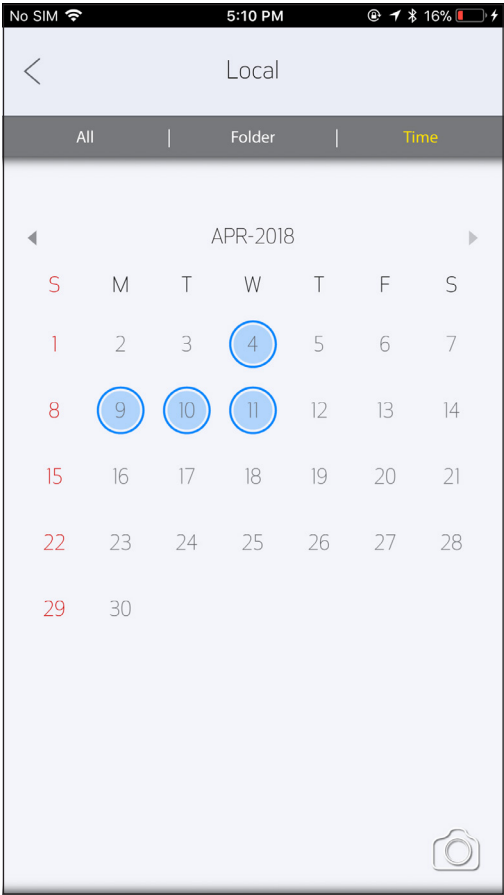 No SIM 5:10 PM 16%
Local
All | Folder | Time
APR-2018
S M T W T F S
1 2 3 4 5 6 7
8 9 10 11 12 13 14
15 16 17 18 19 20 21
22 23 24 25 26 27 28
29 30